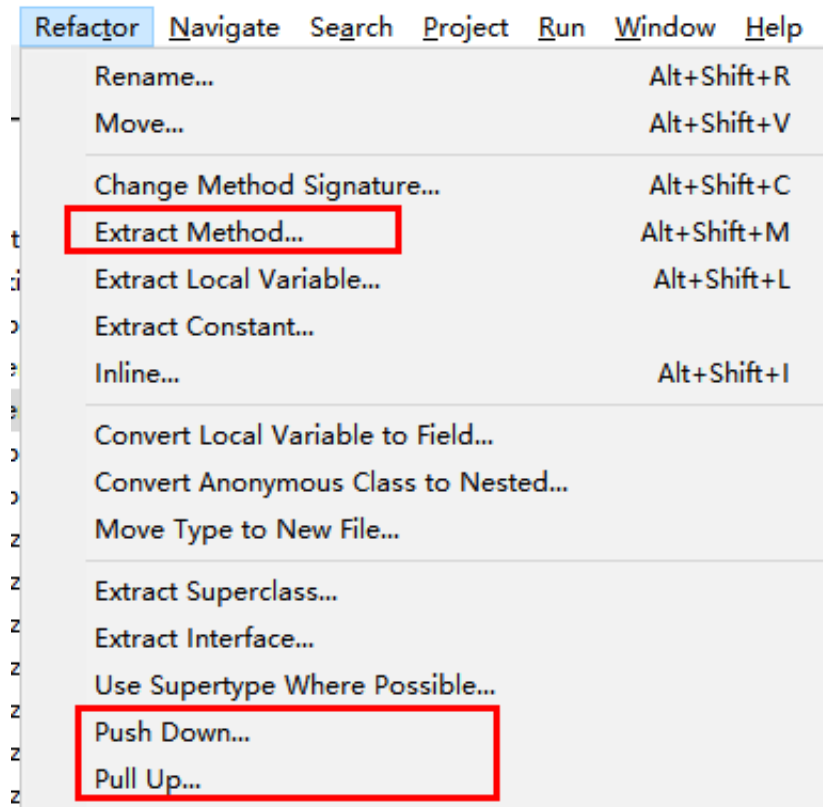 Refactor Navigate Search Project Run Window Help
Rename... Alt+Shift+R
Move... Alt+Shift+V
Change Method Signature... Alt+Shift+C
Extract Method... Alt+Shift+M
Extract Local Variable... Alt+Shift+L
Extract Constant...
Inline... Alt+Shift+I
Convert Local Variable to Field...
Convert Anonymous Class to Nested...
Move Type to New File...
Extract Superclass...
Extract Interface...
Use Supertype Where Possible...
Push Down...
Pull Up...